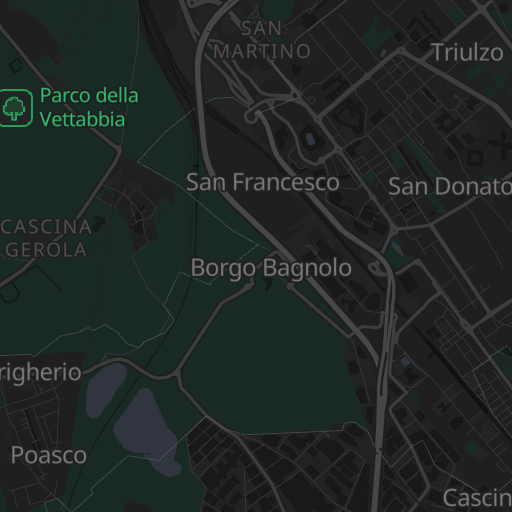 SAN
MARTINO
Triulzo
Parco della
Vettabbia
San Francesco
San Donato
CASCINA
GEROLA
Borgo Bagnolo
righerio
Poasco
Cascin